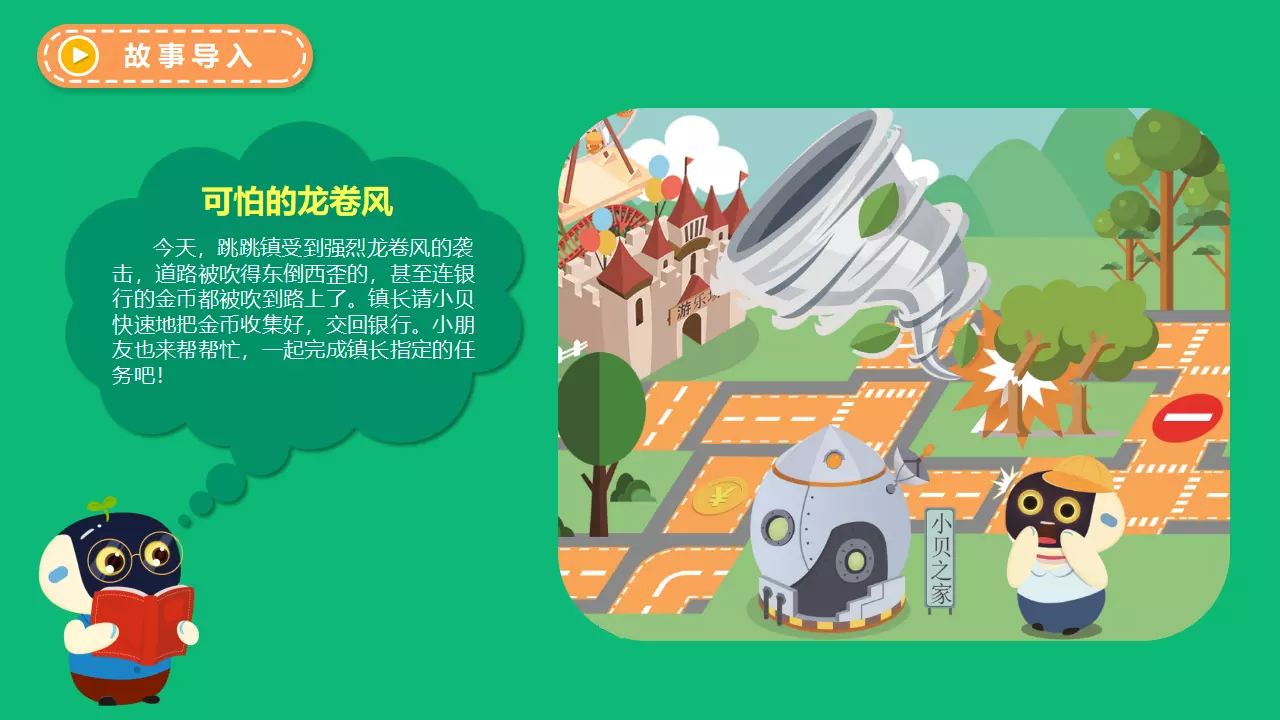 故事导入
可怕的龙卷风
今天，跳跳镇受到强烈龙卷风的袭
击，道路被吹得东倒西歪的，甚至连银
行的金币都被吹到路上了。镇长请小贝
快速地把金币收集好，交回银行。小朋
友也来帮帮忙，一起完成镇长指定的任
务吧！
游乐场
¥
小贝之家